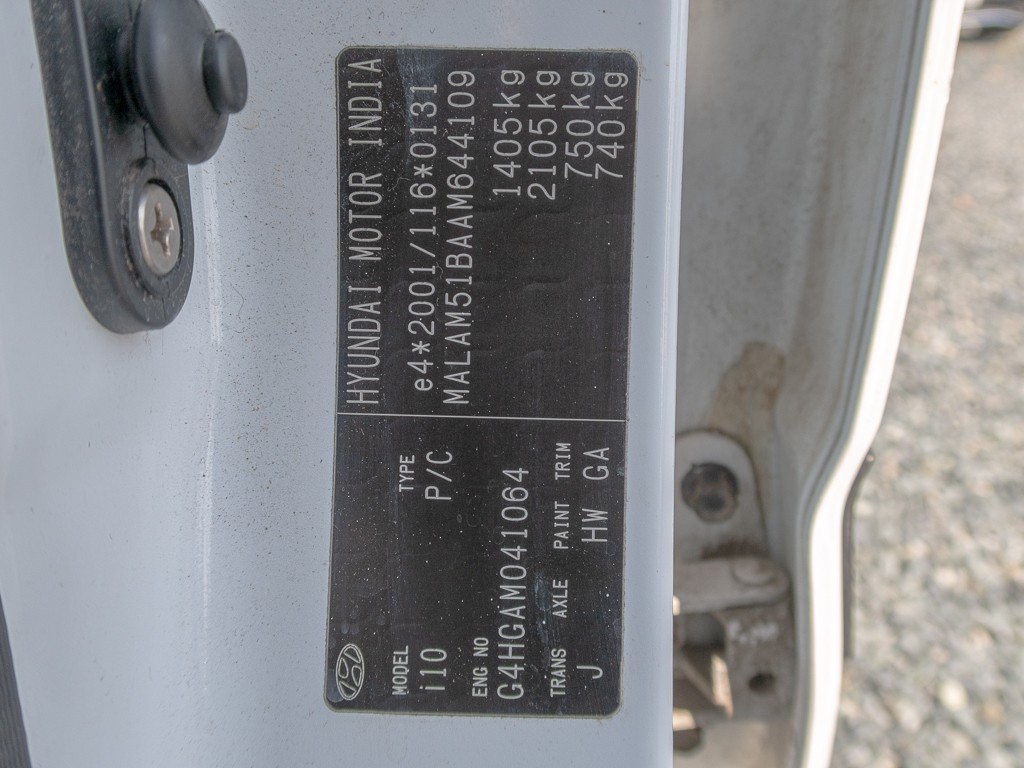 MODEL TYPE
i10 P/C
ENG NO
G4HGAM041064
TRANS AXLE PAINT TRIM
J HW GA
HYUNDAI MOTOR INDIA
e4*2001/116*0131
MALAM51BAAM644109
1405kg
2105kg
750kg
740kg